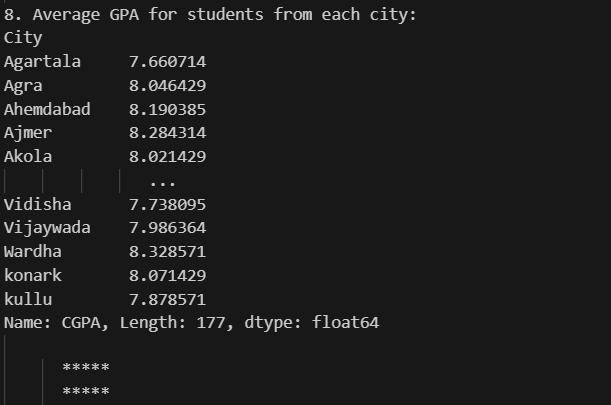 8. Average GPA for students from each city:
City
Agartala     7.660714
Agra         8.046429
Ahemdabad    8.190385
Ajmer        8.284314
Akola        8.021429
...
Vidisha      7.738095
Vijaywada    7.986364
Wardha       8.328571
konark       8.071429
kullu        7.878571
Name: CGPA, Length: 177, dtype: float64
*****
*****